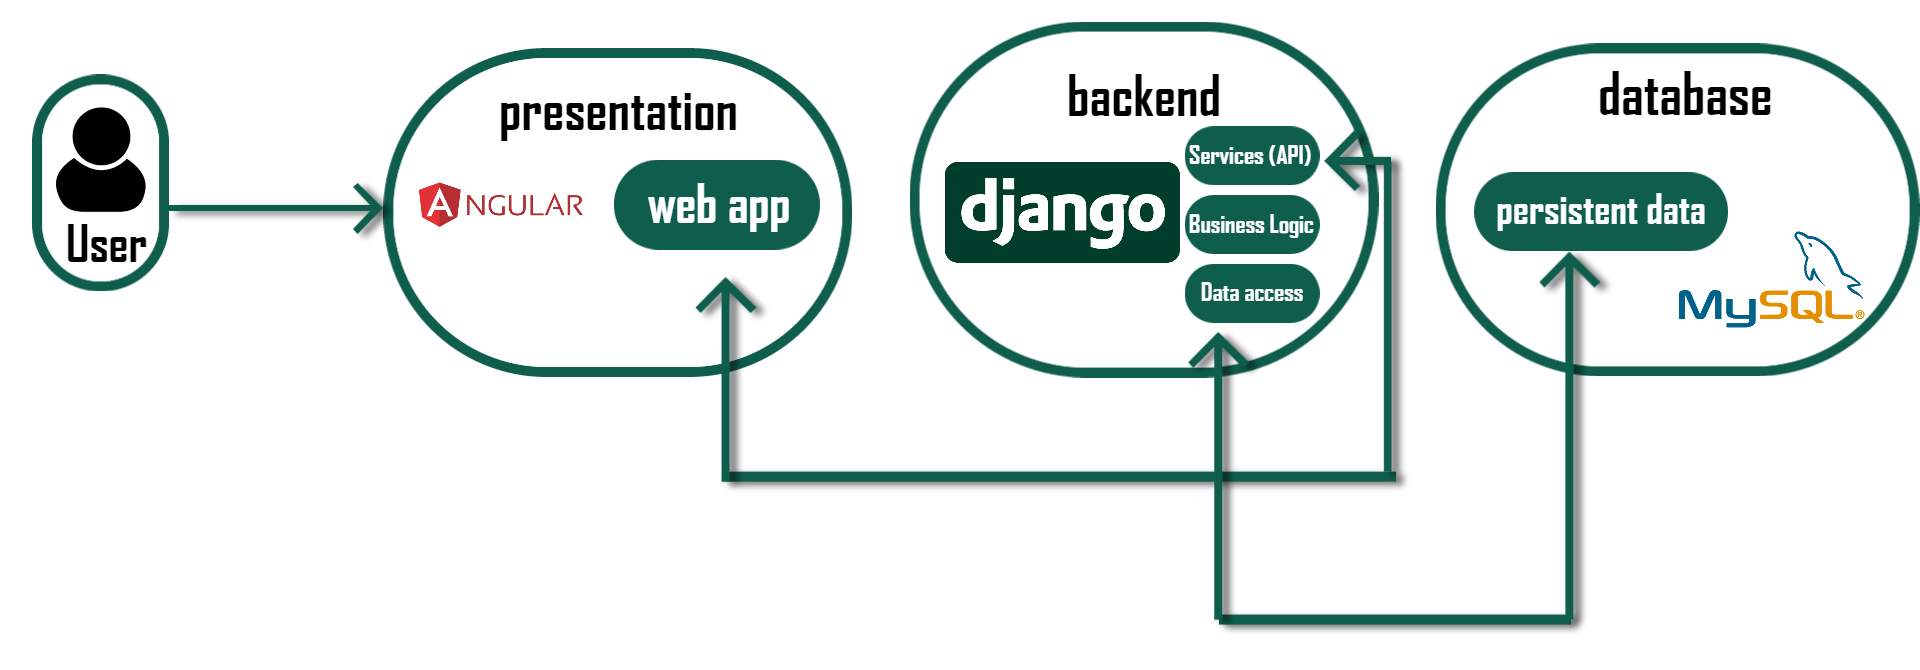 User
presentation
ANGULAR
web app
backend
django
Services (API)
Business Logic
Data access
database
persistent data
MySQL®